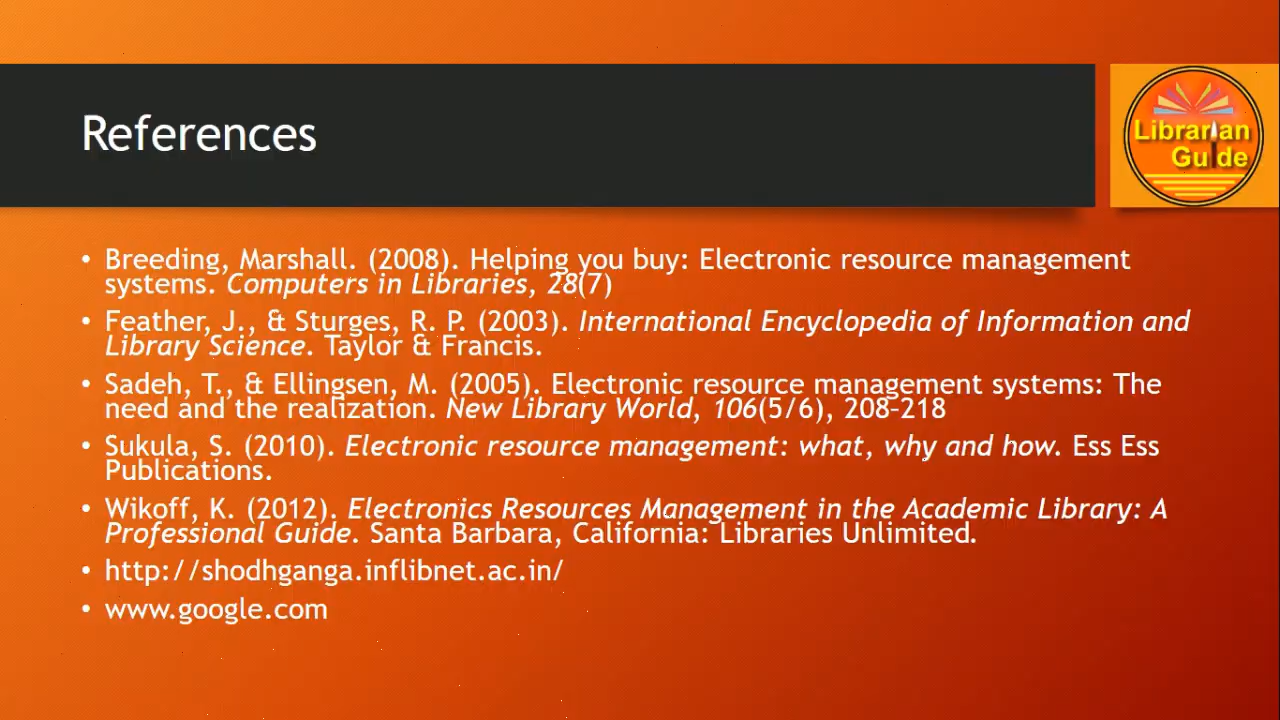 References
Librarian
Guide
• Breeding, Marshall. (2008). Helping you buy: Electronic resource management
systems. Computers in Libraries, 28(7)
• Feather, J., & Sturges, R. P. (2003). International Encyclopedia of Information and
Library Science. Taylor & Francis.
• Sadeh, T., & Ellingsen, M. (2005). Electronic resource management systems: The
need and the realization. New Library World, 106(5/6), 208–218
• Sukula, S. (2010). Electronic resource management: what, why and how. Ess Ess
Publications.
• Wikoff, K. (2012). Electronics Resources Management in the Academic Library: A
Professional Guide. Santa Barbara, California: Libraries Unlimited.
• http://shodhganga.inflibnet.ac.in/
• www.google.com